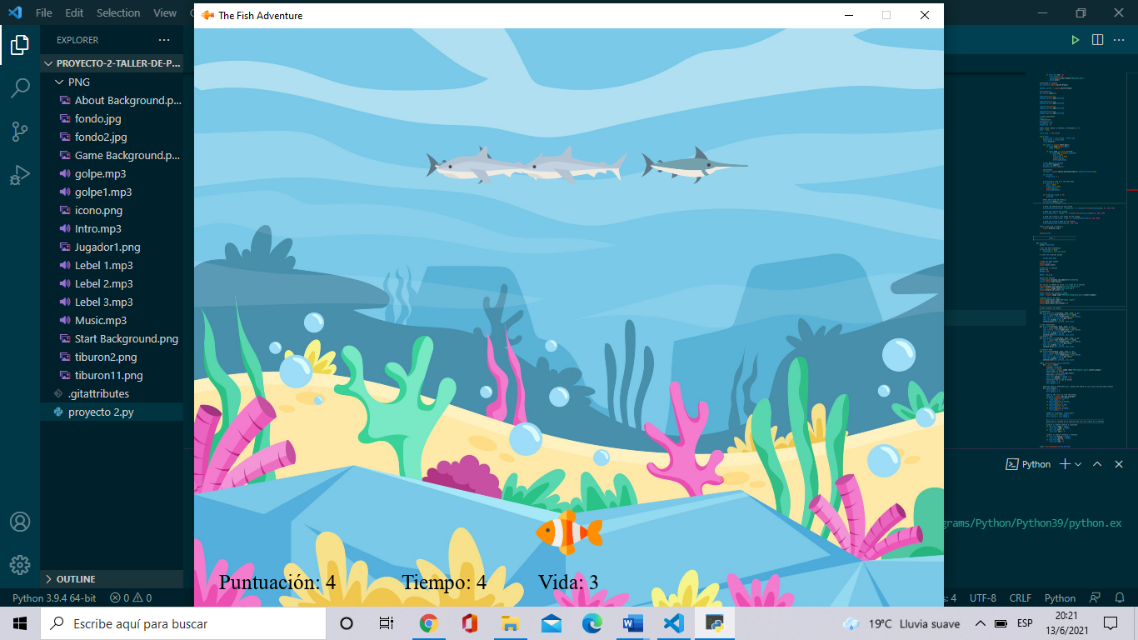 File Edit Selection View
The Fish Adventure
EXPLORER
PROYECTO-2-TALLER-DE-P...
PNG
About Background.p...
fondo.jpg
fondo2.jpg
Game Background.p...
golpe.mp3
golpe1.mp3
icono.png
Intro.mp3
Jugador1.png
Lebel 1.mp3
Lebel 2.mp3
Lebel 3.mp3
Music.mp3
Start Background.png
tiburon2.png
tiburon11.png
.gitattributes
proyecto 2.py
Python
grams/Python/Python39/python.ex
OUTLINE
Puntuación: 4 Tiempo: 4 Vida: 3
Python 3.9.4 64-bit 0 0 s 4 UTF-8 CRLF Python
Escribe aquí para buscar
19°C Lluvia suave ESP 20:21
13/6/2021